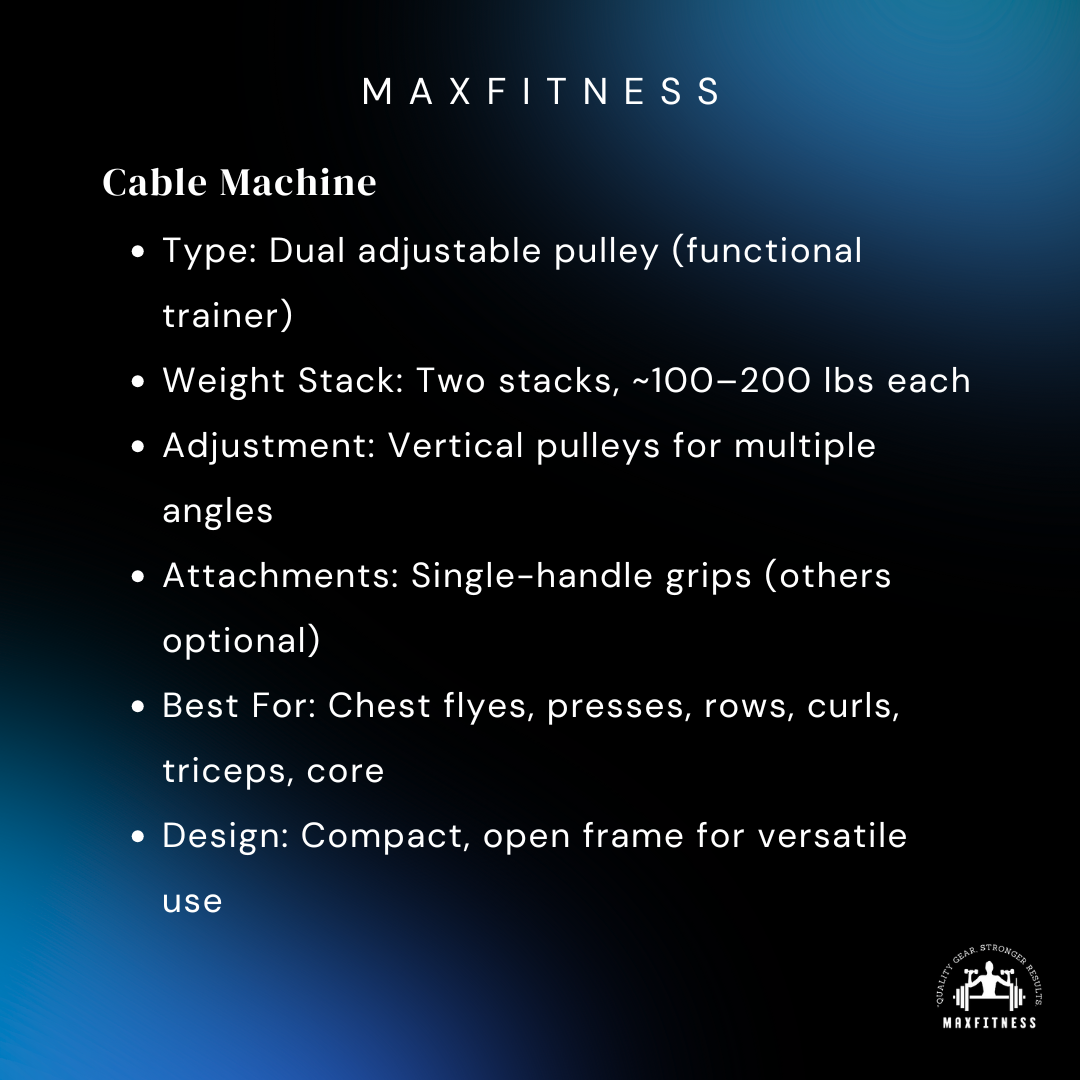 MAXFITNESS
Cable Machine
• Type: Dual adjustable pulley (functional
trainer)
• Weight Stack: Two stacks, ~100–200 lbs each
• Adjustment: Vertical pulleys for multiple
angles
• Attachments: Single-handle grips (others
optional)
• Best For: Chest flyes, presses, rows, curls,
triceps, core
• Design: Compact, open frame for versatile
use
"QUALITY GEAR. STRONGER RESULTS.
MAXFITNESS